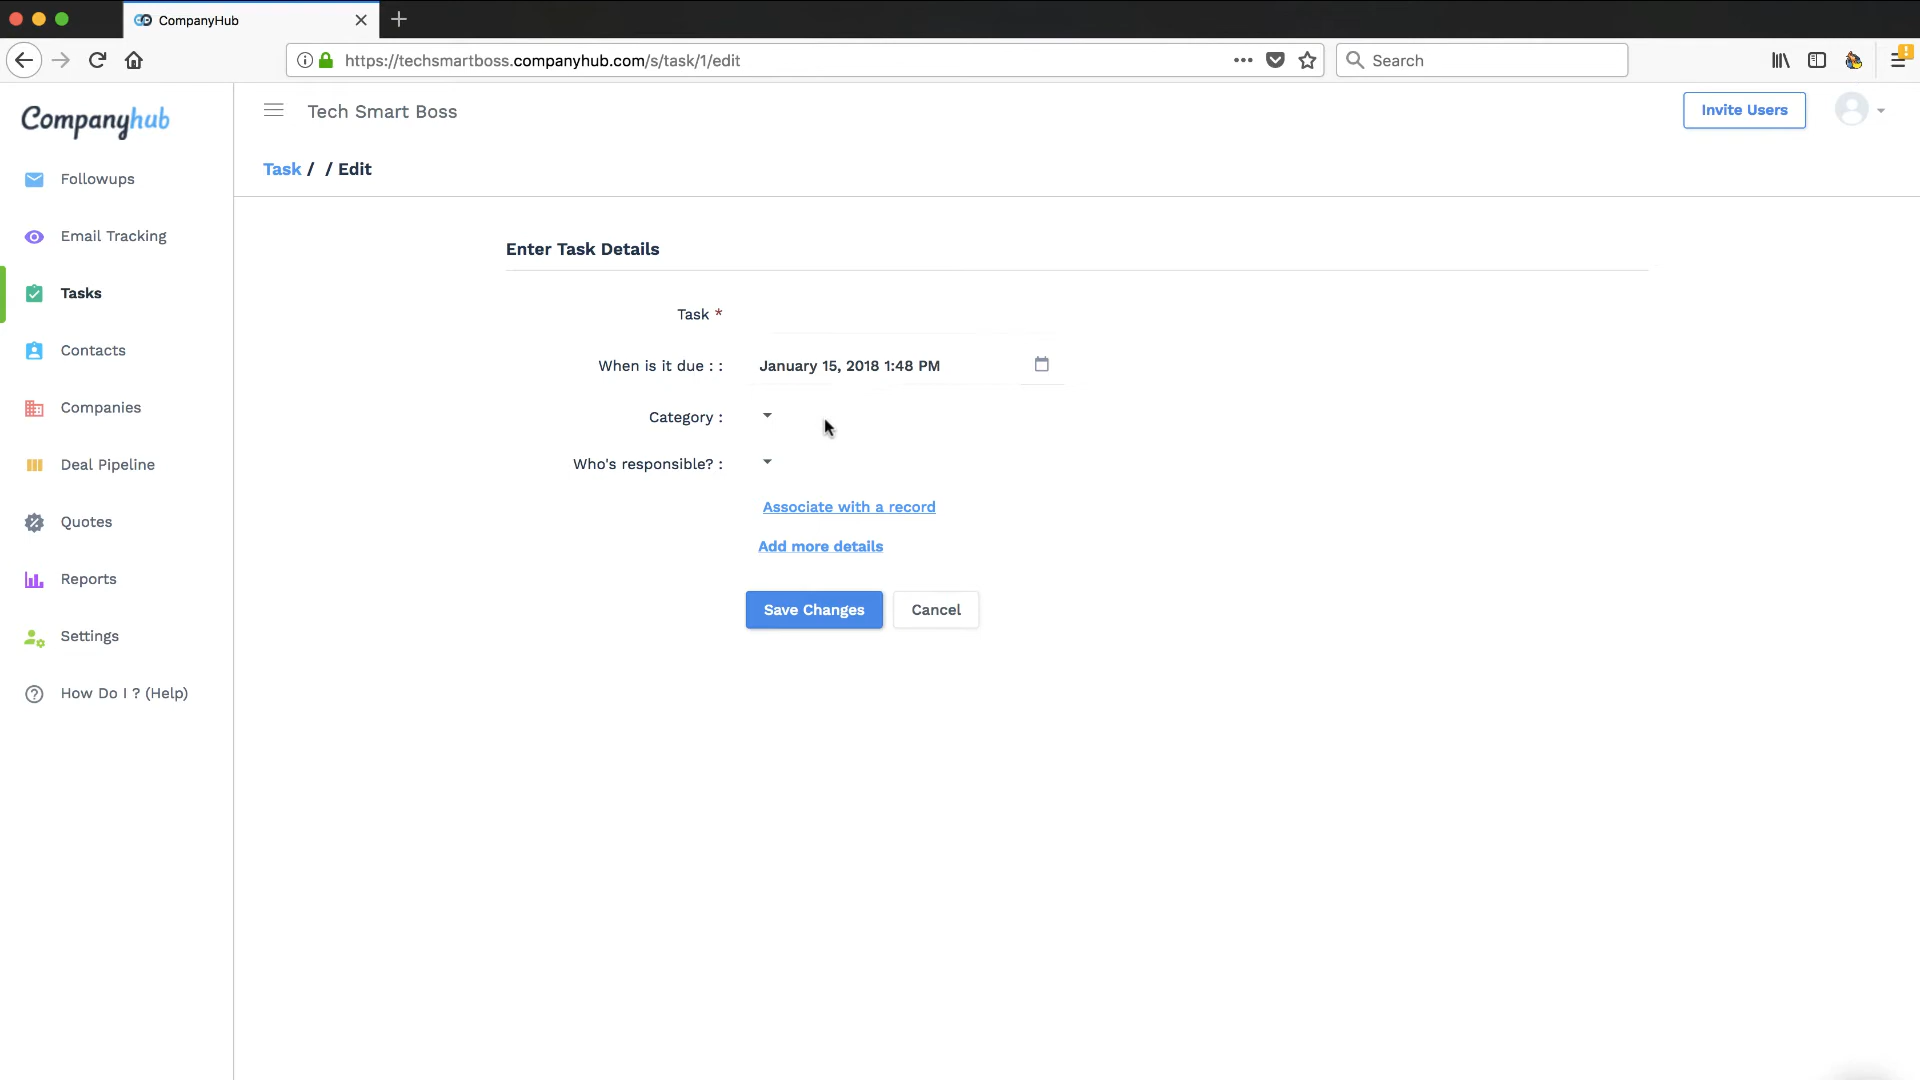 CompanyHub
https://techsmartboss.companyhub.com/s/task/1/edit
Search
Companyhub
Tech Smart Boss
Invite Users
Task / / Edit
Followups
Email Tracking
Tasks
Contacts
Companies
Deal Pipeline
Quotes
Reports
Settings
How Do I ? (Help)
Enter Task Details
Task *
When is it due : : January 15, 2018 1:48 PM
Category :
Who's responsible? :
Associate with a record
Add more details
Save Changes Cancel